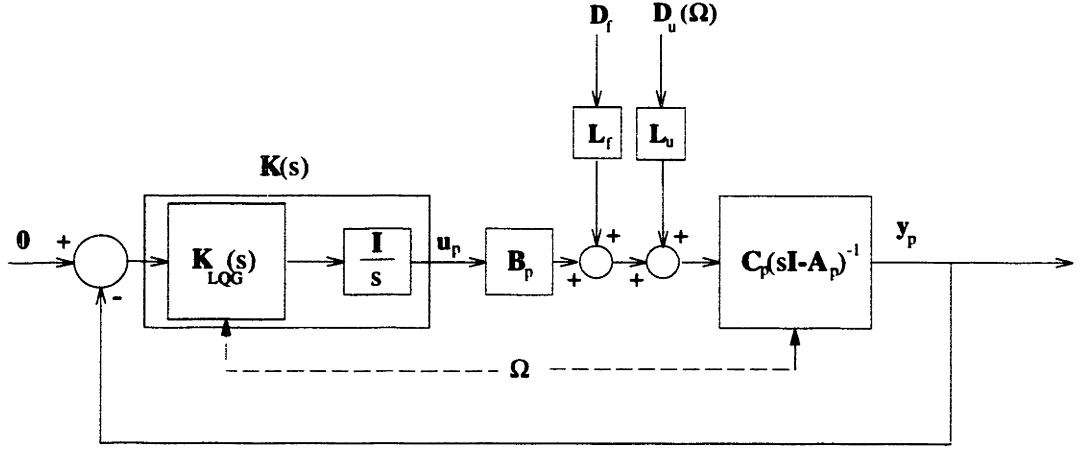 D_f D_u(Ω)
L_f L_u
K(s)
0 + K_LQG(s) I/s u_p B_p + + + + C_p(sI-A_p)^-1 y_p
-
Ω